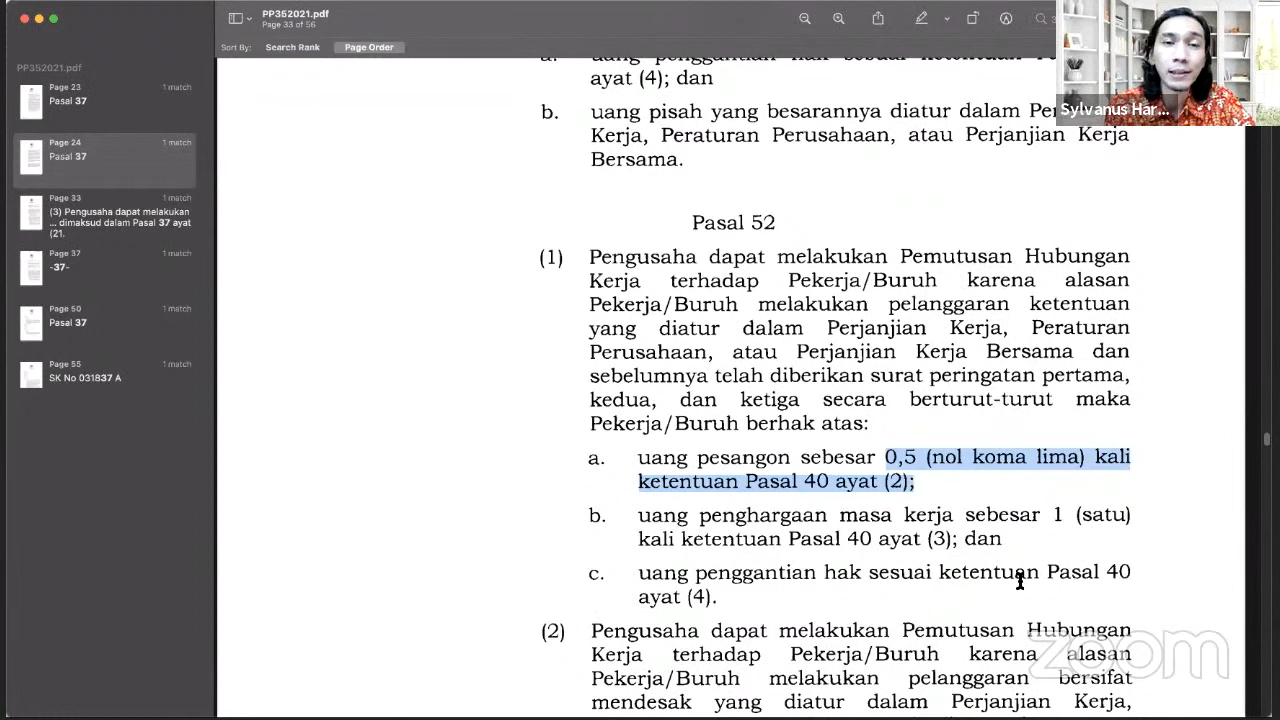 PP352021.pdf
Page 33 of 56
Sort By:
Search Rank
Page Order
PP352021.pdf
Page 23
1 match
Pasal 37
Page 24
1 match
Pasal 37
Page 33
1 match
(3) Pengusaha dapat melakukan
... dimaksud dalam Pasal 37 ayat
(21.
Page 37
1 match
-37-
Page 50
1 match
Pasal 37
Page 55
1 match
SK No 031837 A
a. uang penggantian hak sesuai ketentuan
ayat (4); dan
b. uang pisah yang besarannya diatur dalam
Kerja, Peraturan Perusahaan, atau Perjanjian Kerja
Bersama.
Pasal 52
(1) Pengusaha dapat melakukan Pemutusan Hubungan
Kerja terhadap Pekerja/Buruh karena alasan
Pekerja/Buruh melakukan pelanggaran ketentuan
yang diatur dalam Perjanjian Kerja, Peraturan
Perusahaan, atau Perjanjian Kerja Bersama dan
sebelumnya telah diberikan surat peringatan pertama,
kedua, dan ketiga secara berturut-turut maka
Pekerja/Buruh berhak atas:
a. uang pesangon sebesar 0,5 (nol koma lima) kali
ketentuan Pasal 40 ayat (2);
b. uang penghargaan masa kerja sebesar 1 (satu)
kali ketentuan Pasal 40 ayat (3); dan
c. uang penggantian hak sesuai ketentuan Pasal 40
ayat (4).
(2) Pengusaha dapat melakukan Pemutusan Hubungan
Kerja terhadap Pekerja/Buruh karena alasan
Pekerja/Buruh melakukan pelanggaran bersifat
mendesak yang diatur dalam Perjanjian Kerja,
Sylvanus Har...
zoom